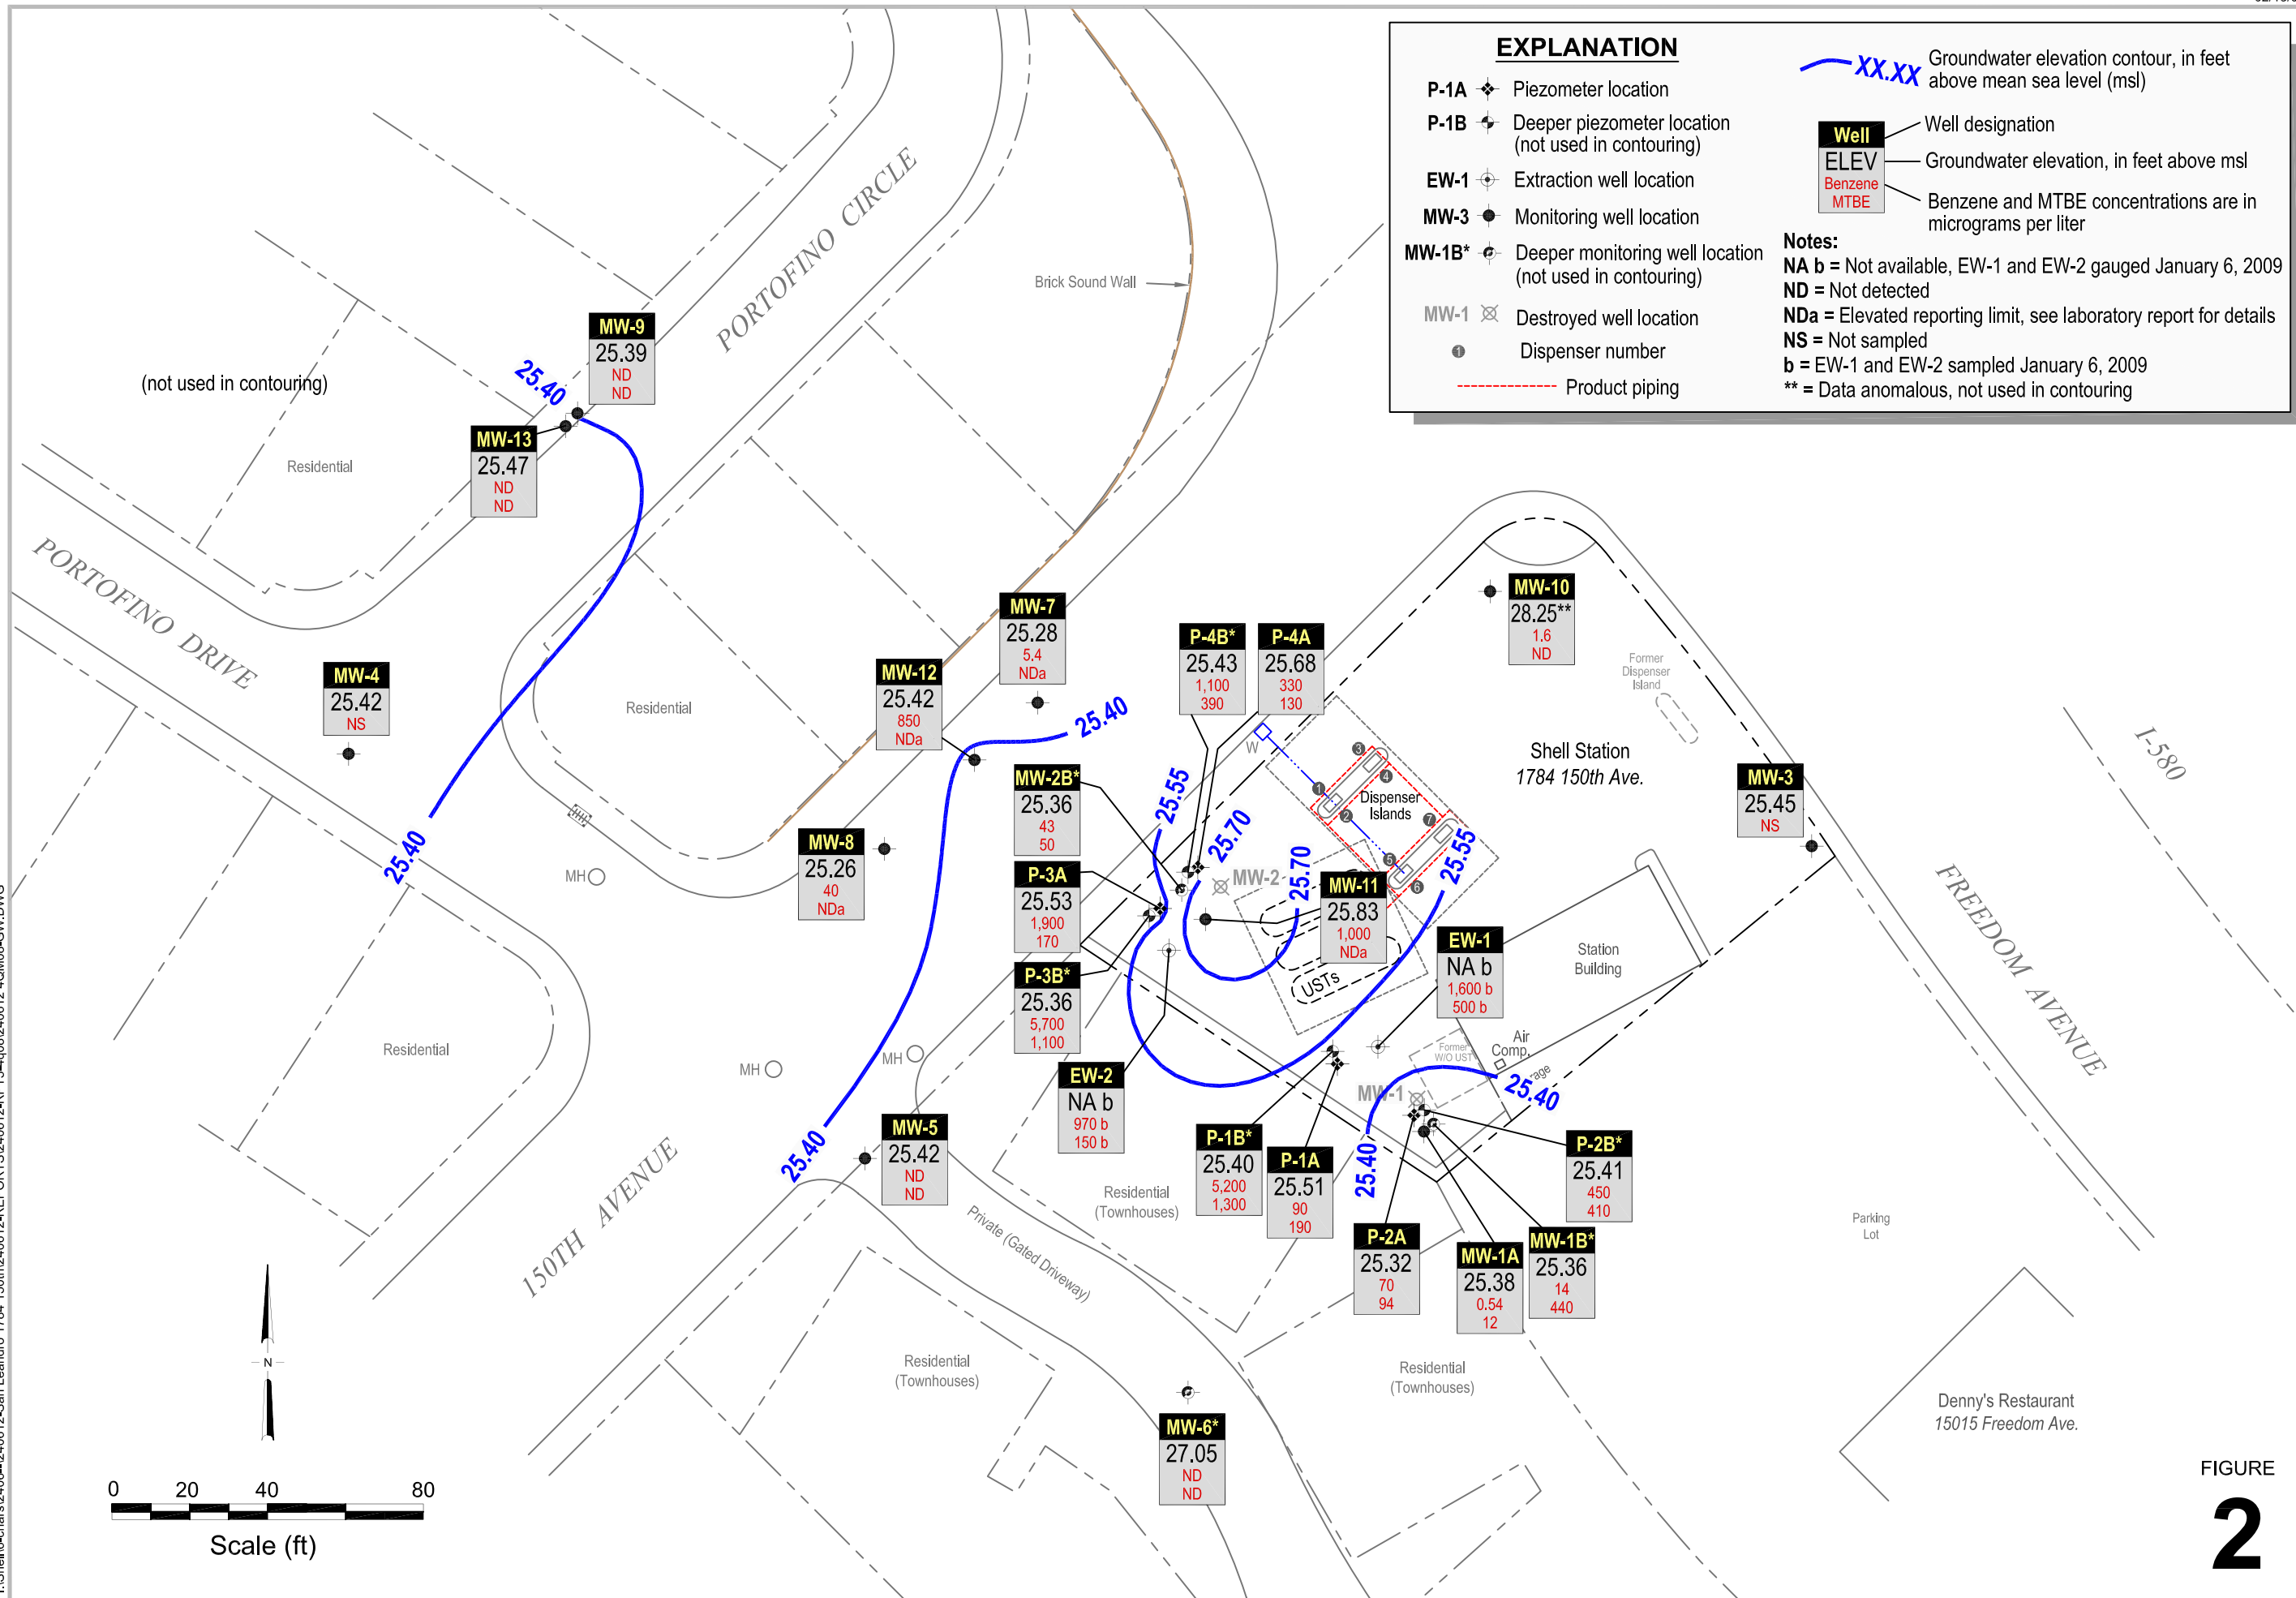 EXPLANATION
P-1A Piezometer location
P-1B Deeper piezometer location
(not used in contouring)
EW-1 Extraction well location
MW-3 Monitoring well location
MW-1B* Deeper monitoring well location
(not used in contouring)
MW-1 Destroyed well location
1 Dispenser number
Product piping
XX.XX Groundwater elevation contour, in feet
above mean sea level (msl)
Well
ELEV
Benzene
MTBE
Well designation
Groundwater elevation, in feet above msl
Benzene and MTBE concentrations are in
micrograms per liter
Notes:
NA b = Not available, EW-1 and EW-2 gauged January 6, 2009
ND = Not detected
NDa = Elevated reporting limit, see laboratory report for details
NS = Not sampled
b = EW-1 and EW-2 sampled January 6, 2009
** = Data anomalous, not used in contouring
PORTOFINO CIRCLE
Brick Sound Wall
(not used in contouring)
MW-9
25.39
ND
ND
25.40
MW-13
25.47
ND
ND
Residential
PORTOFINO DRIVE
MW-4
25.42
NS
25.40
Residential
MW-7
25.28
5.4
NDa
MW-12
25.42
850
NDa
25.40
MW-8
25.26
40
NDa
MH
P-4B*
25.43
1,100
390
P-4A
25.68
330
130
MW-10
28.25**
1.6
ND
Former
Dispenser
Island
Shell Station
1784 150th Ave.
MW-3
25.45
NS
I-580
FREEDOM AVENUE
W
3
4
1
2
7
5
6
Dispenser
Islands
25.55
25.70
25.70
25.55
MW-2B*
25.36
43
50
MW-2
P-3A
25.53
1,900
170
P-3B*
25.36
5,700
1,100
MW-11
25.83
1,000
NDa
USTs
EW-1
NA b
1,600 b
500 b
Station
Building
Air
Comp.
Former
W/O UST
25.40
EW-2
NA b
970 b
150 b
MH
MH
Residential
MW-5
25.42
ND
ND
25.40
150TH AVENUE
Private (Gated Driveway)
Residential
(Townhouses)
MW-1
25.40
P-1B*
25.40
5,200
1,300
P-1A
25.51
90
190
P-2B*
25.41
450
410
P-2A
25.32
70
94
MW-1A
25.38
0.54
12
MW-1B*
25.36
14
440
Parking
Lot
Residential
(Townhouses)
Residential
(Townhouses)
MW-6*
27.05
ND
ND
Denny's Restaurant
15015 Freedom Ave.
N
0 20 40 80
Scale (ft)
FIGURE
2